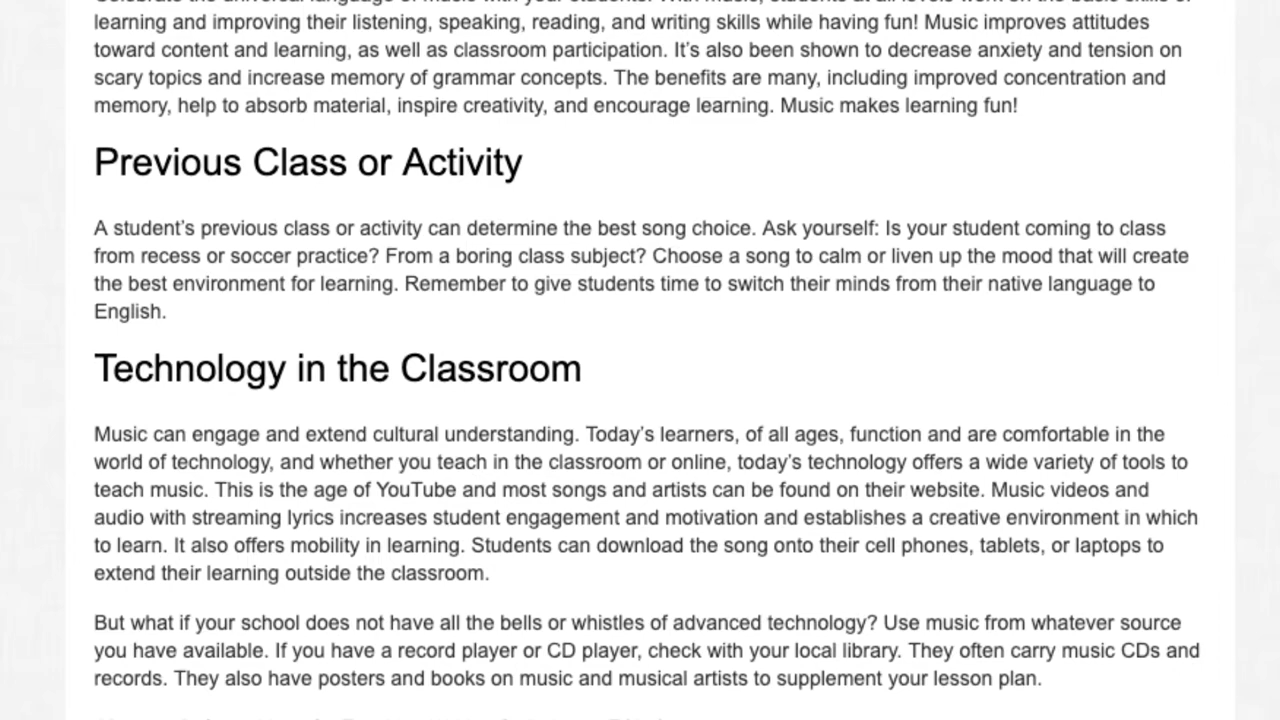 learning and improving their listening, speaking, reading, and writing skills while having fun! Music improves attitudes
toward content and learning, as well as classroom participation. It’s also been shown to decrease anxiety and tension on
scary topics and increase memory of grammar concepts. The benefits are many, including improved concentration and
memory, help to absorb material, inspire creativity, and encourage learning. Music makes learning fun!
Previous Class or Activity
A student’s previous class or activity can determine the best song choice. Ask yourself: Is your student coming to class
from recess or soccer practice? From a boring class subject? Choose a song to calm or liven up the mood that will create
the best environment for learning. Remember to give students time to switch their minds from their native language to
English.
Technology in the Classroom
Music can engage and extend cultural understanding. Today’s learners, of all ages, function and are comfortable in the
world of technology, and whether you teach in the classroom or online, today’s technology offers a wide variety of tools to
teach music. This is the age of YouTube and most songs and artists can be found on their website. Music videos and
audio with streaming lyrics increases student engagement and motivation and establishes a creative environment in which
to learn. It also offers mobility in learning. Students can download the song onto their cell phones, tablets, or laptops to
extend their learning outside the classroom.
But what if your school does not have all the bells or whistles of advanced technology? Use music from whatever source
you have available. If you have a record player or CD player, check with your local library. They often carry music CDs and
records. They also have posters and books on music and musical artists to supplement your lesson plan.